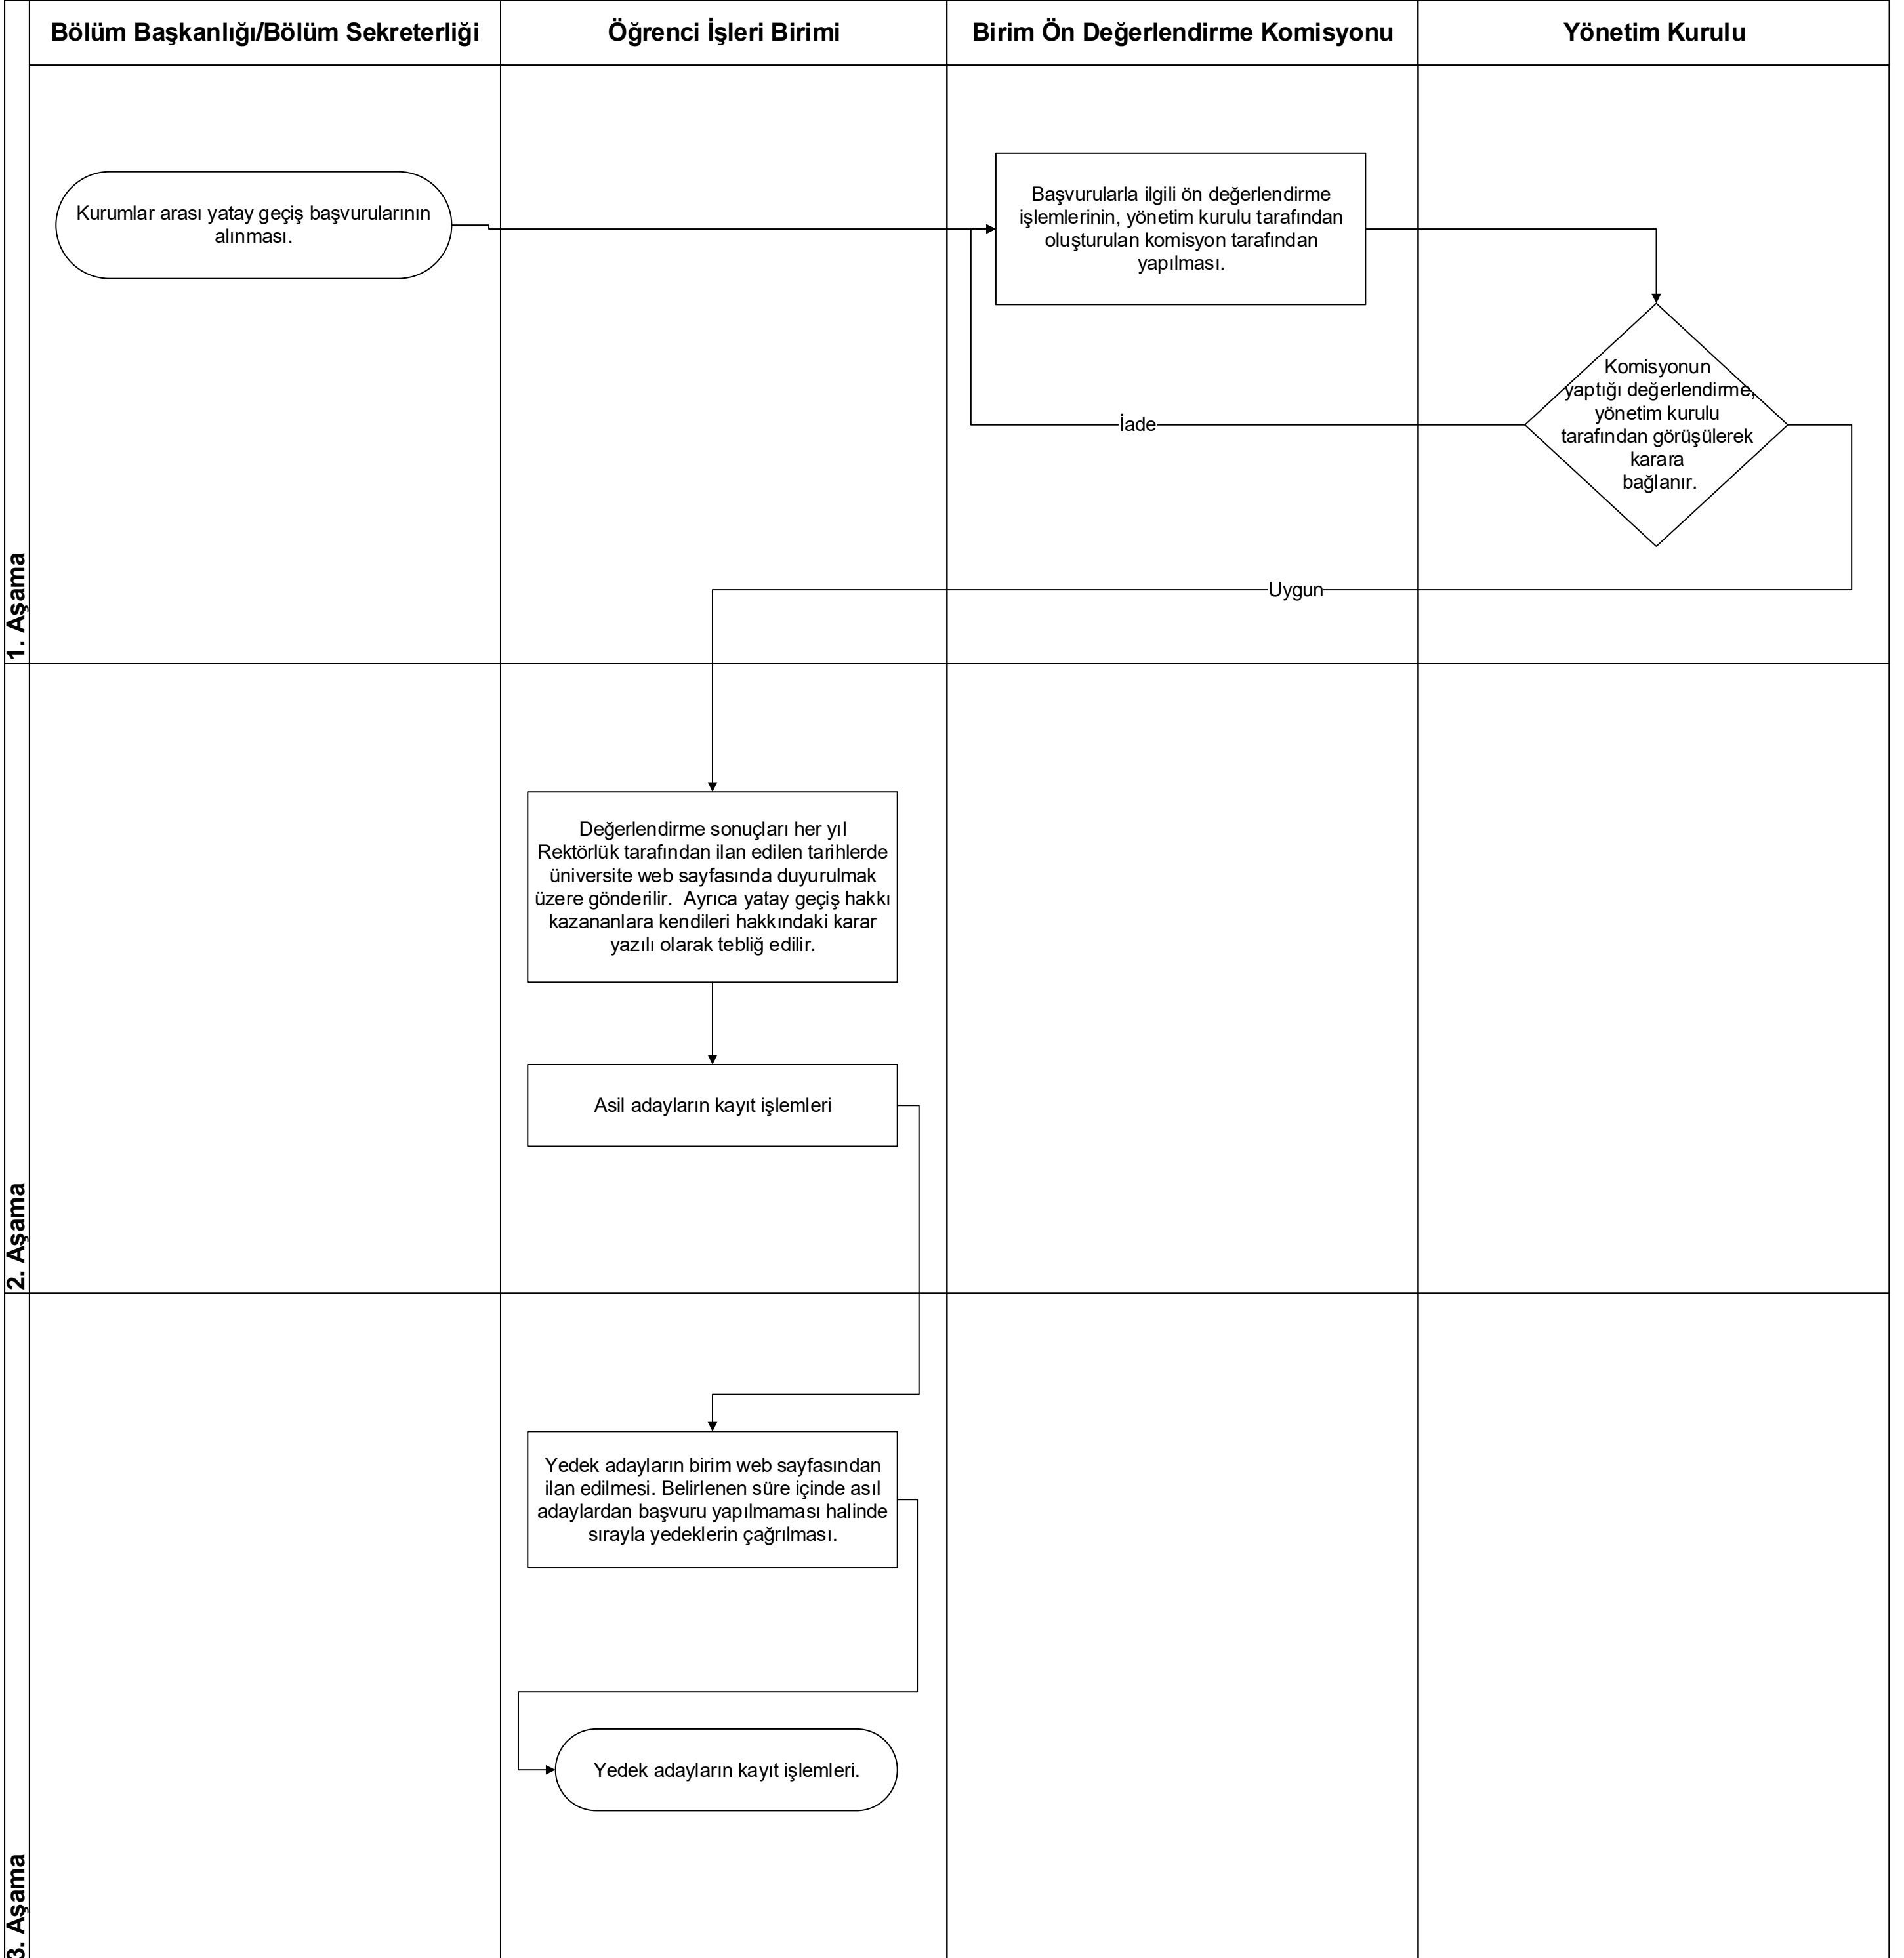 Bölüm Başkanlığı/Bölüm Sekreterliği
Öğrenci İşleri Birimi
Birim Ön Değerlendirme Komisyonu
Yönetim Kurulu
1. Aşama
Kurumlar arası yatay geçiş başvurularının
alınması.
Başvurularla ilgili ön değerlendirme
işlemlerinin, yönetim kurulu tarafından
oluşturulan komisyon tarafından
yapılması.
Komisyonun
yaptığı değerlendirme,
yönetim kurulu
tarafından görüşülerek
karara
bağlanır.
İade
Uygun
2. Aşama
Değerlendirme sonuçları her yıl
Rektörlük tarafından ilan edilen tarihlerde
üniversite web sayfasında duyurulmak
üzere gönderilir.  Ayrıca yatay geçiş hakkı
kazananlara kendileri hakkındaki karar
yazılı olarak tebliğ edilir.
Asil adayların kayıt işlemleri
3. Aşama
Yedek adayların birim web sayfasından
ilan edilmesi. Belirlenen süre içinde asıl
adaylardan başvuru yapılmaması halinde
sırayla yedeklerin çağrılması.
Yedek adayların kayıt işlemleri.